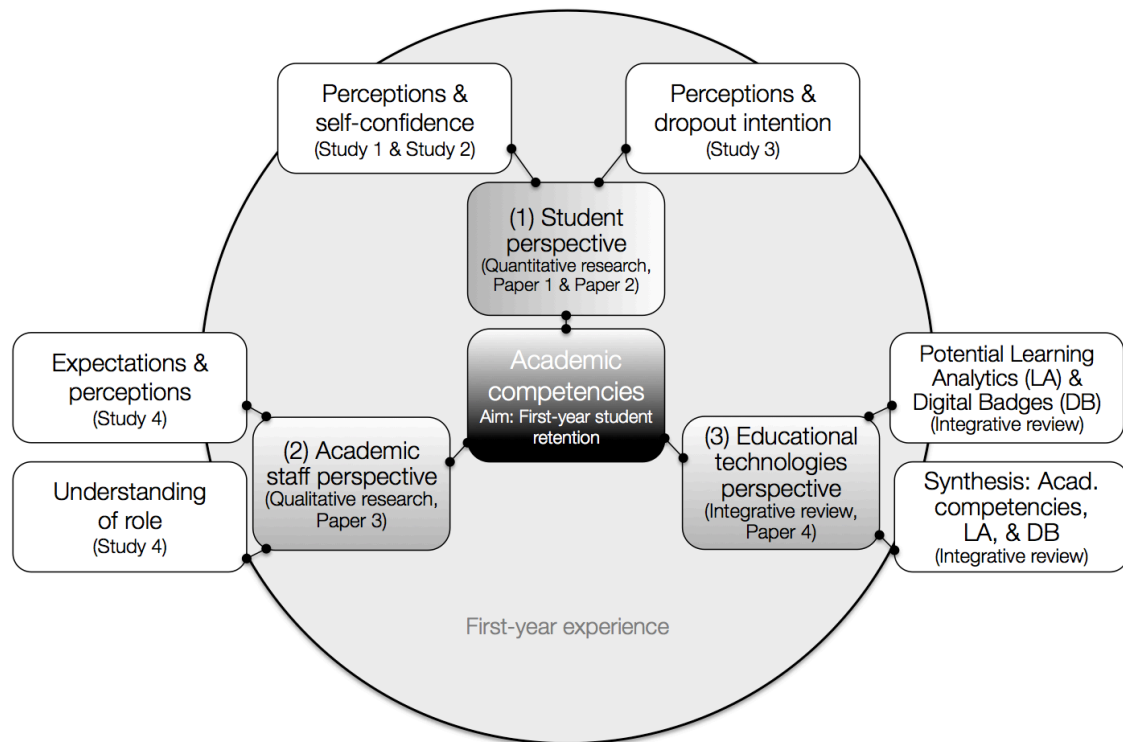 Perceptions &
self-confidence
(Study 1 & Study 2)
Perceptions &
dropout intention
(Study 3)
(1) Student
perspective
(Quantitative research,
Paper 1 & Paper 2)
Academic
competencies
Aim: First-year student
retention
Expectations &
perceptions
(Study 4)
Understanding
of role
(Study 4)
(2) Academic
staff perspective
(Qualitative research,
Paper 3)
(3) Educational
technologies
perspective
(Integrative review,
Paper 4)
Potential Learning
Analytics (LA) &
Digital Badges (DB)
(Integrative review)
Synthesis: Acad.
competencies,
LA, & DB
(Integrative review)
First-year experience